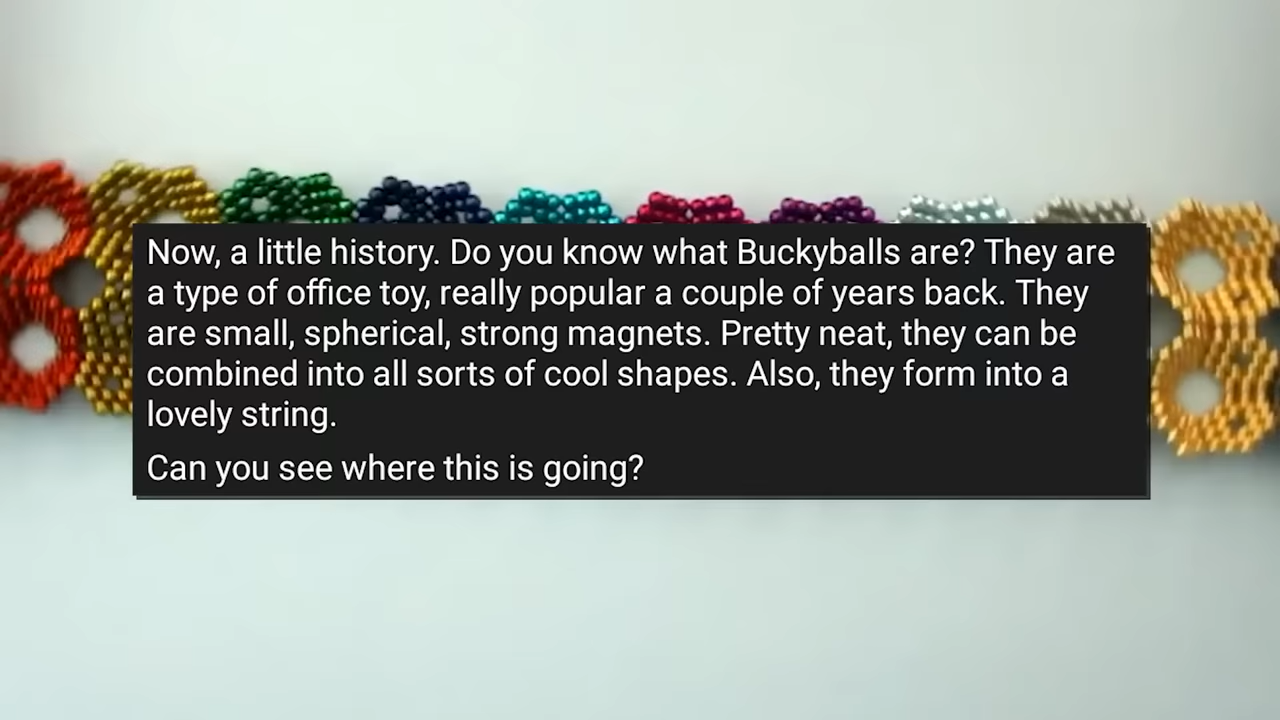 Now, a little history. Do you know what Buckyballs are? They are
a type of office toy, really popular a couple of years back. They
are small, spherical, strong magnets. Pretty neat, they can be
combined into all sorts of cool shapes. Also, they form into a
lovely string.
Can you see where this is going?